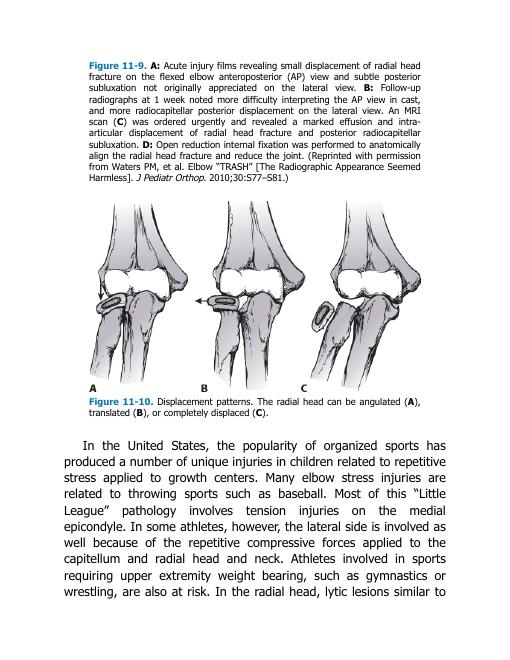 Figure 11-9. A: Acute injury films revealing small displacement of radial head
fracture on the flexed elbow anteroposterior (AP) view and subtle posterior
subluxation not originally appreciated on the lateral view. B: Follow-up
radiographs at 1 week noted more difficulty interpreting the AP view in cast,
and more radiocapitellar posterior displacement on the lateral view. An MRI
scan (C) was ordered urgently and revealed a marked effusion and intra-
articular displacement of radial head fracture and posterior radiocapitellar
subluxation. D: Open reduction internal fixation was performed to anatomically
align the radial head fracture and reduce the joint. (Reprinted with permission
from Waters PM, et al. Elbow “TRASH” [The Radiographic Appearance Seemed
Harmless]. J Pediatr Orthop. 2010;30:S77–S81.)
A B C
Figure 11-10. Displacement patterns. The radial head can be angulated (A),
translated (B), or completely displaced (C).
In the United States, the popularity of organized sports has
produced a number of unique injuries in children related to repetitive
stress applied to growth centers. Many elbow stress injuries are
related to throwing sports such as baseball. Most of this “Little
League” pathology involves tension injuries on the medial
epicondyle. In some athletes, however, the lateral side is involved as
well because of the repetitive compressive forces applied to the
capitellum and radial head and neck. Athletes involved in sports
requiring upper extremity weight bearing, such as gymnastics or
wrestling, are also at risk. In the radial head, lytic lesions similar to